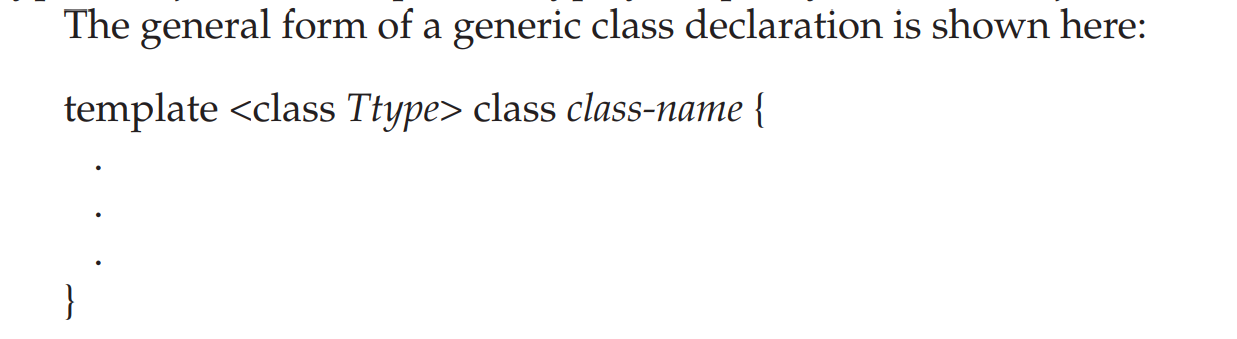 The general form of a generic class declaration is shown here:
template <class Ttype> class class-name {
.
.
.
}